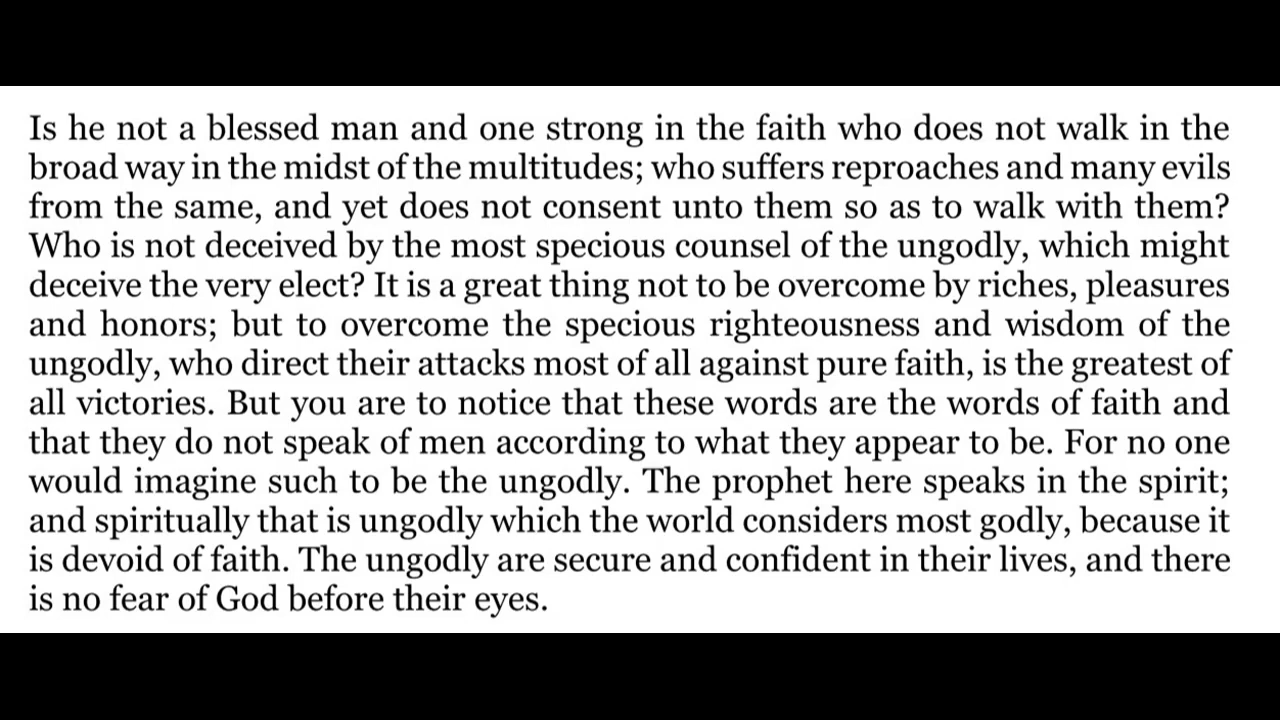 Is he not a blessed man and one strong in the faith who does not walk in the
broad way in the midst of the multitudes; who suffers reproaches and many evils
from the same, and yet does not consent unto them so as to walk with them?
Who is not deceived by the most specious counsel of the ungodly, which might
deceive the very elect? It is a great thing not to be overcome by riches, pleasures
and honors; but to overcome the specious righteousness and wisdom of the
ungodly, who direct their attacks most of all against pure faith, is the greatest of
all victories. But you are to notice that these words are the words of faith and
that they do not speak of men according to what they appear to be. For no one
would imagine such to be the ungodly. The prophet here speaks in the spirit;
and spiritually that is ungodly which the world considers most godly, because it
is devoid of faith. The ungodly are secure and confident in their lives, and there
is no fear of God before their eyes.